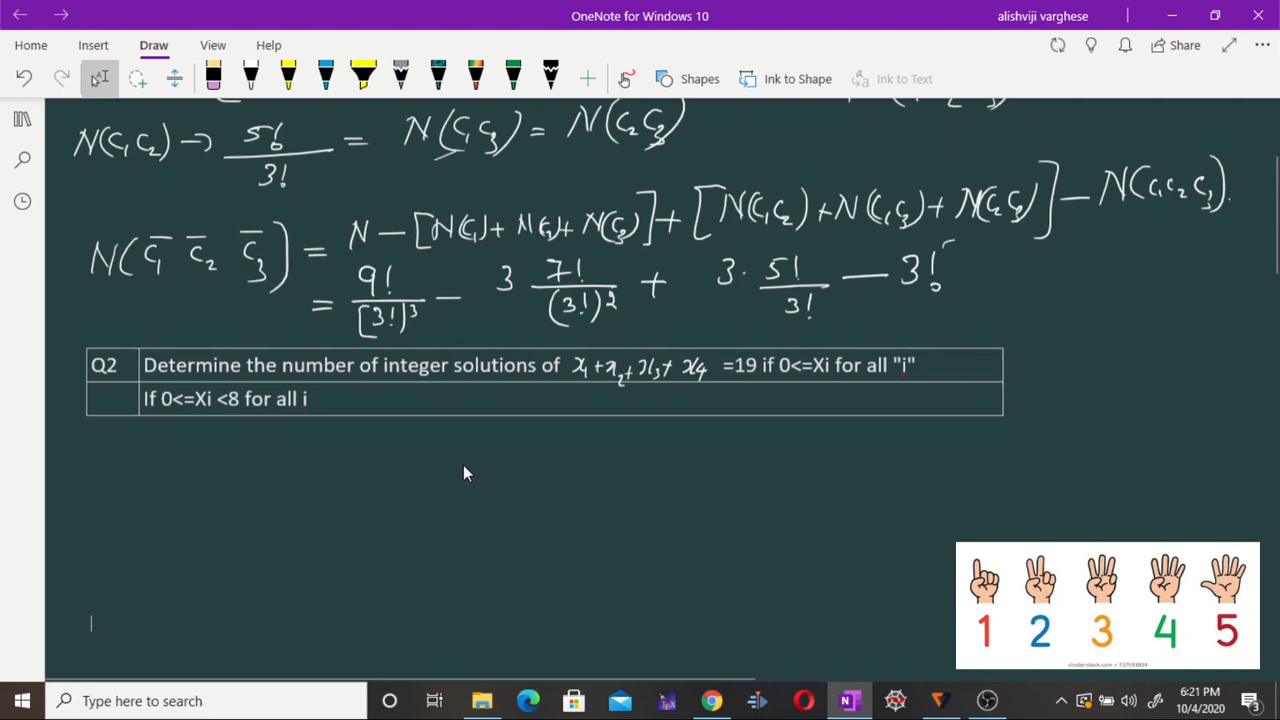 OneNote for Windows 10
alishviji varghese
Home Insert Draw View Help
Share
Shapes Ink to Shape Ink to Text
N(C₁C₂) → 5!/3! = N(C₁C₃) = N(C₂C₃)
N(C̅₁ C̅₂ C̅₃) = N − [N(C₁) + N(C₂) + N(C₃)] + [N(C₁C₂) + N(C₁C₃) + N(C₂C₃)] − N(C₁C₂C₃).
= 9!/[3!]³ − 3 7!/(3!)² + 3 · 5!/3! − 3!
Q2 Determine the number of integer solutions of x₁ + x₂ + x₃ + x₄ =19 if 0<=Xi for all "i"
If 0<=Xi <8 for all i
1 2 3 4 5
Type here to search
6:21 PM
10/4/2020
3